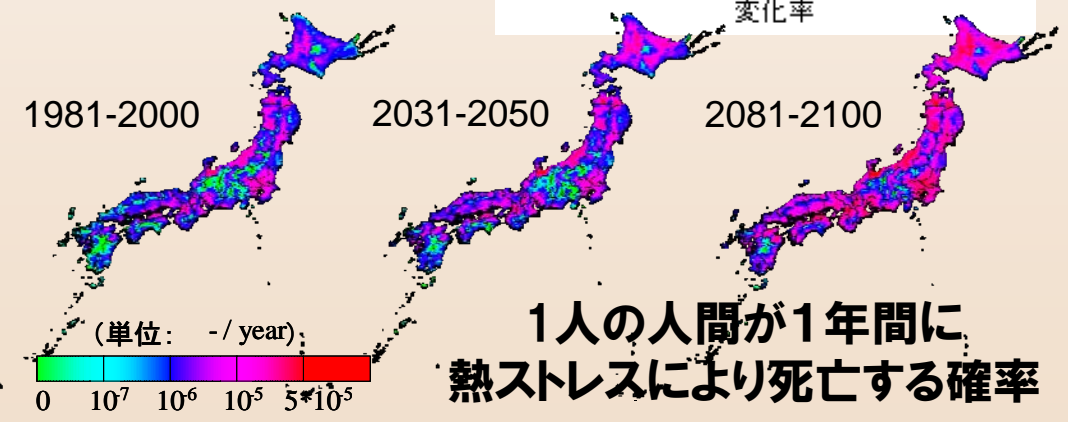 変化率
1981-2000
2031-2050
2081-2100
(単位: - / year)
0 10⁻⁷ 10⁻⁶ 10⁻⁵ 5*10⁻⁵
1人の人間が1年間に
熱ストレスにより死亡する確率